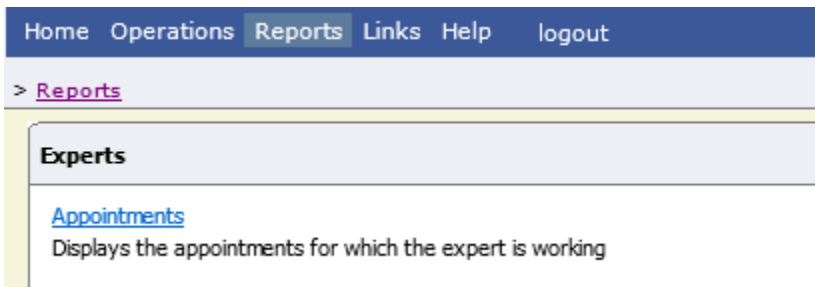 Home Operations Reports Links Help logout
> Reports
Experts
Appointments
Displays the appointments for which the expert is working